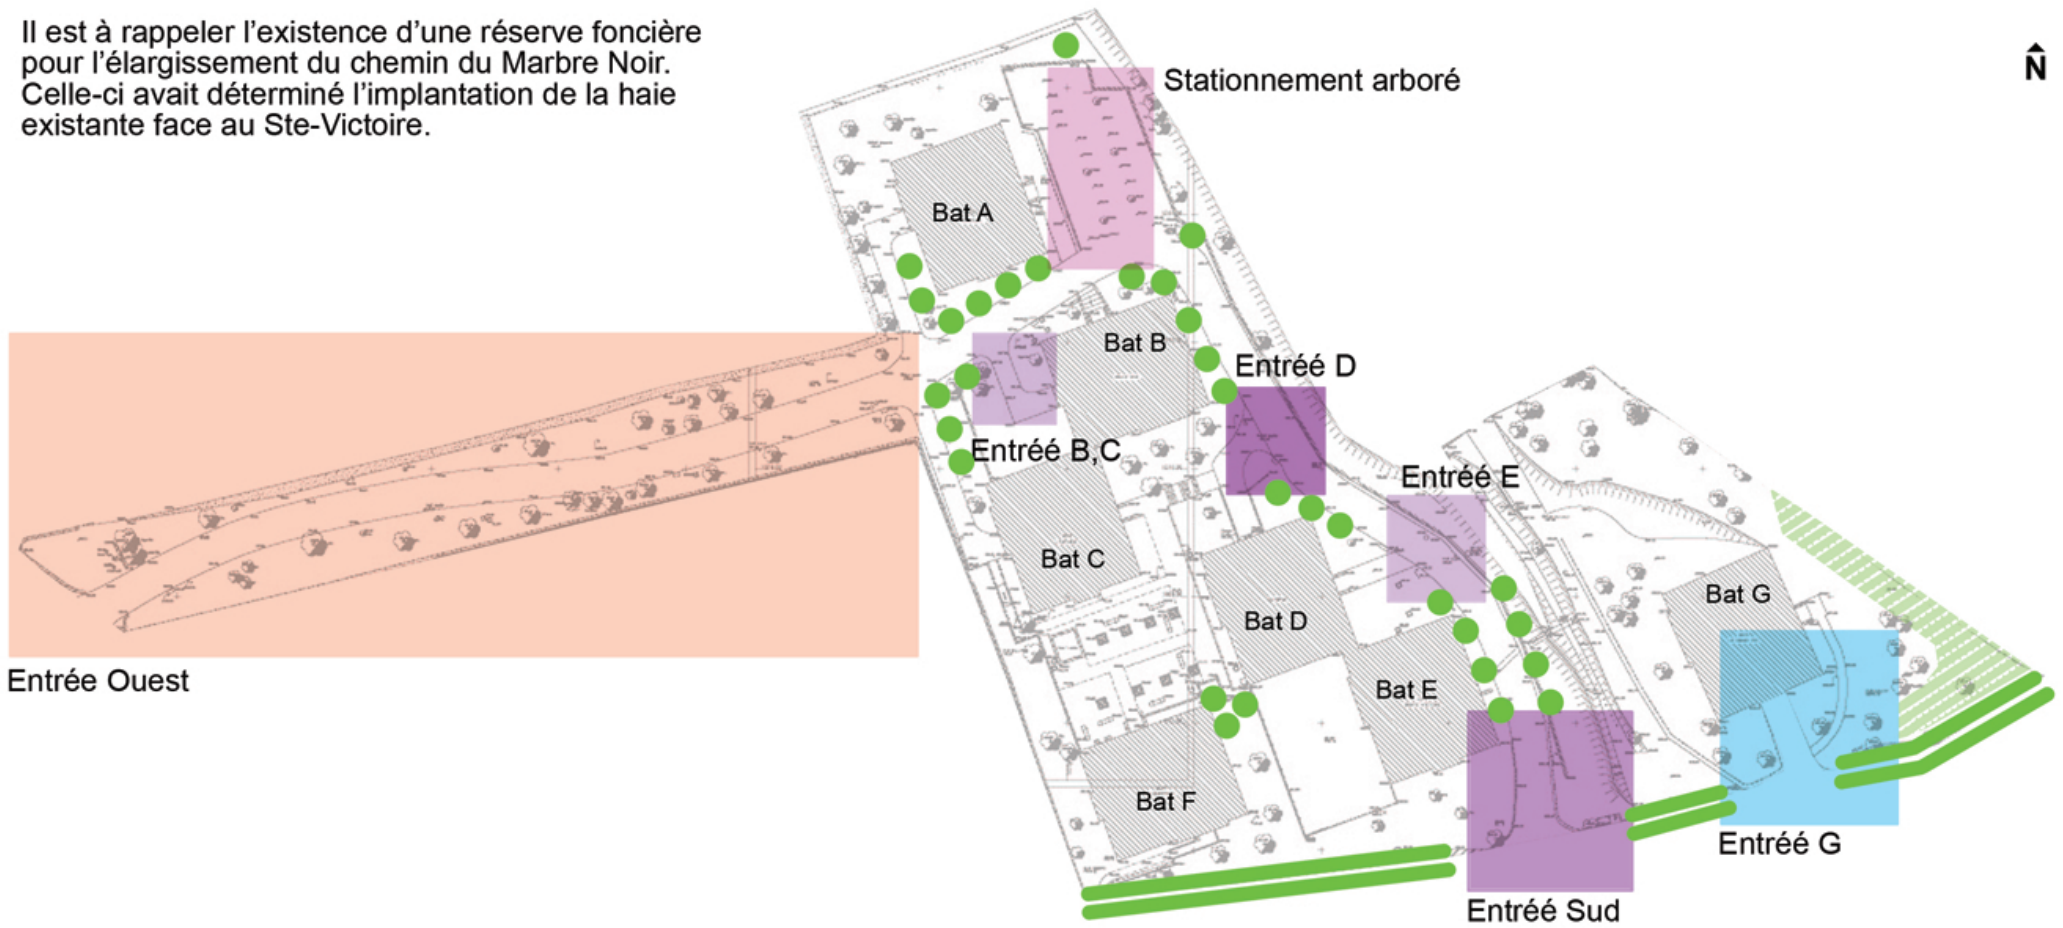 Il est à rappeler l’existence d’une réserve foncière
pour l’élargissement du chemin du Marbre Noir.
Celle-ci avait déterminé l’implantation de la haie
existante face au Ste-Victoire.
N
Stationnement arboré
Bat A
Bat B
Entréé D
Entréé B,C
Entréé E
Bat C
Bat G
Bat D
Entrée Ouest
Bat E
Bat F
Entréé G
Entréé Sud